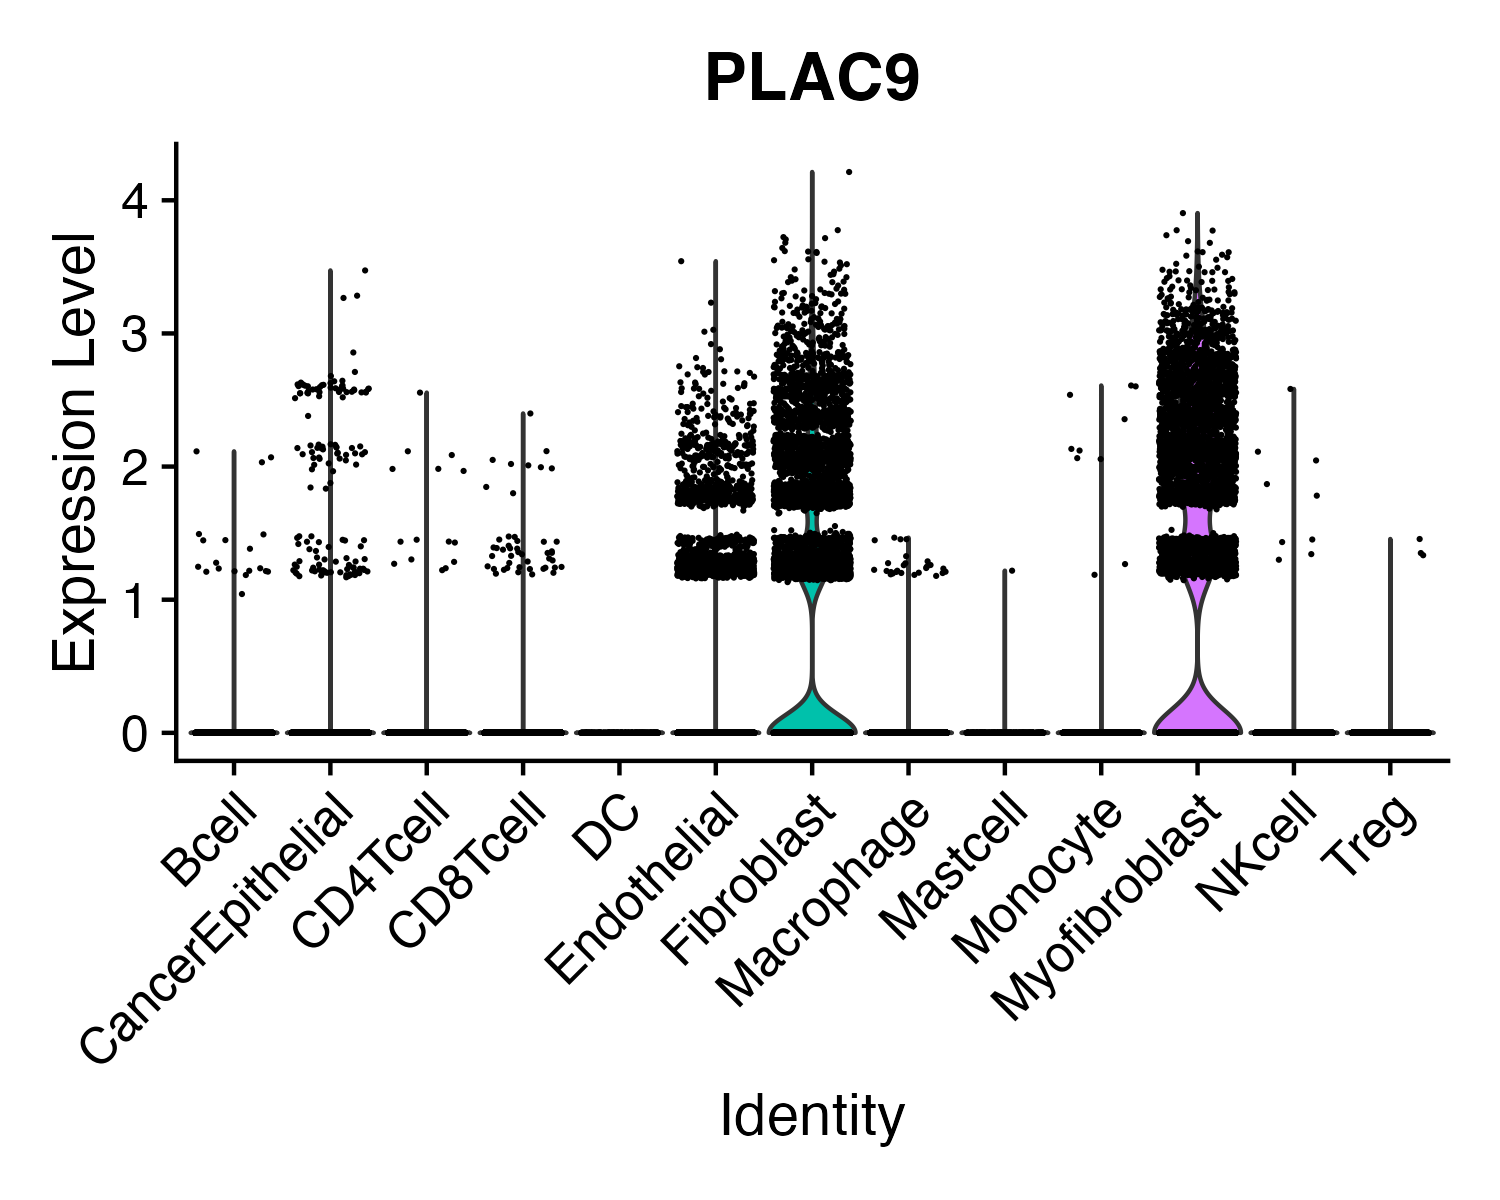 PLAC9
Expression Level
4
3
2
1
0
Bcell
CancerEpithelial
CD4Tcell
CD8Tcell
DC
Endothelial
Fibroblast
Macrophage
Mastcell
Monocyte
Myofibroblast
NKcell
Treg
Identity